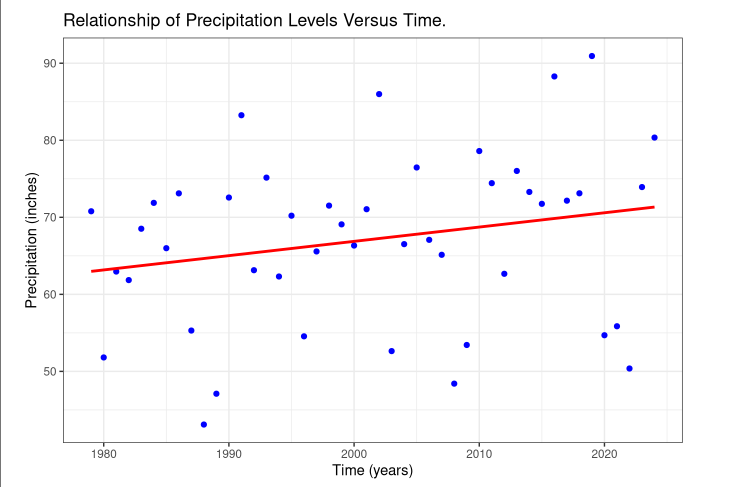 Relationship of Precipitation Levels Versus Time.
90
80
70
60
50
Precipitation (inches)
1980 1990 2000 2010 2020
Time (years)